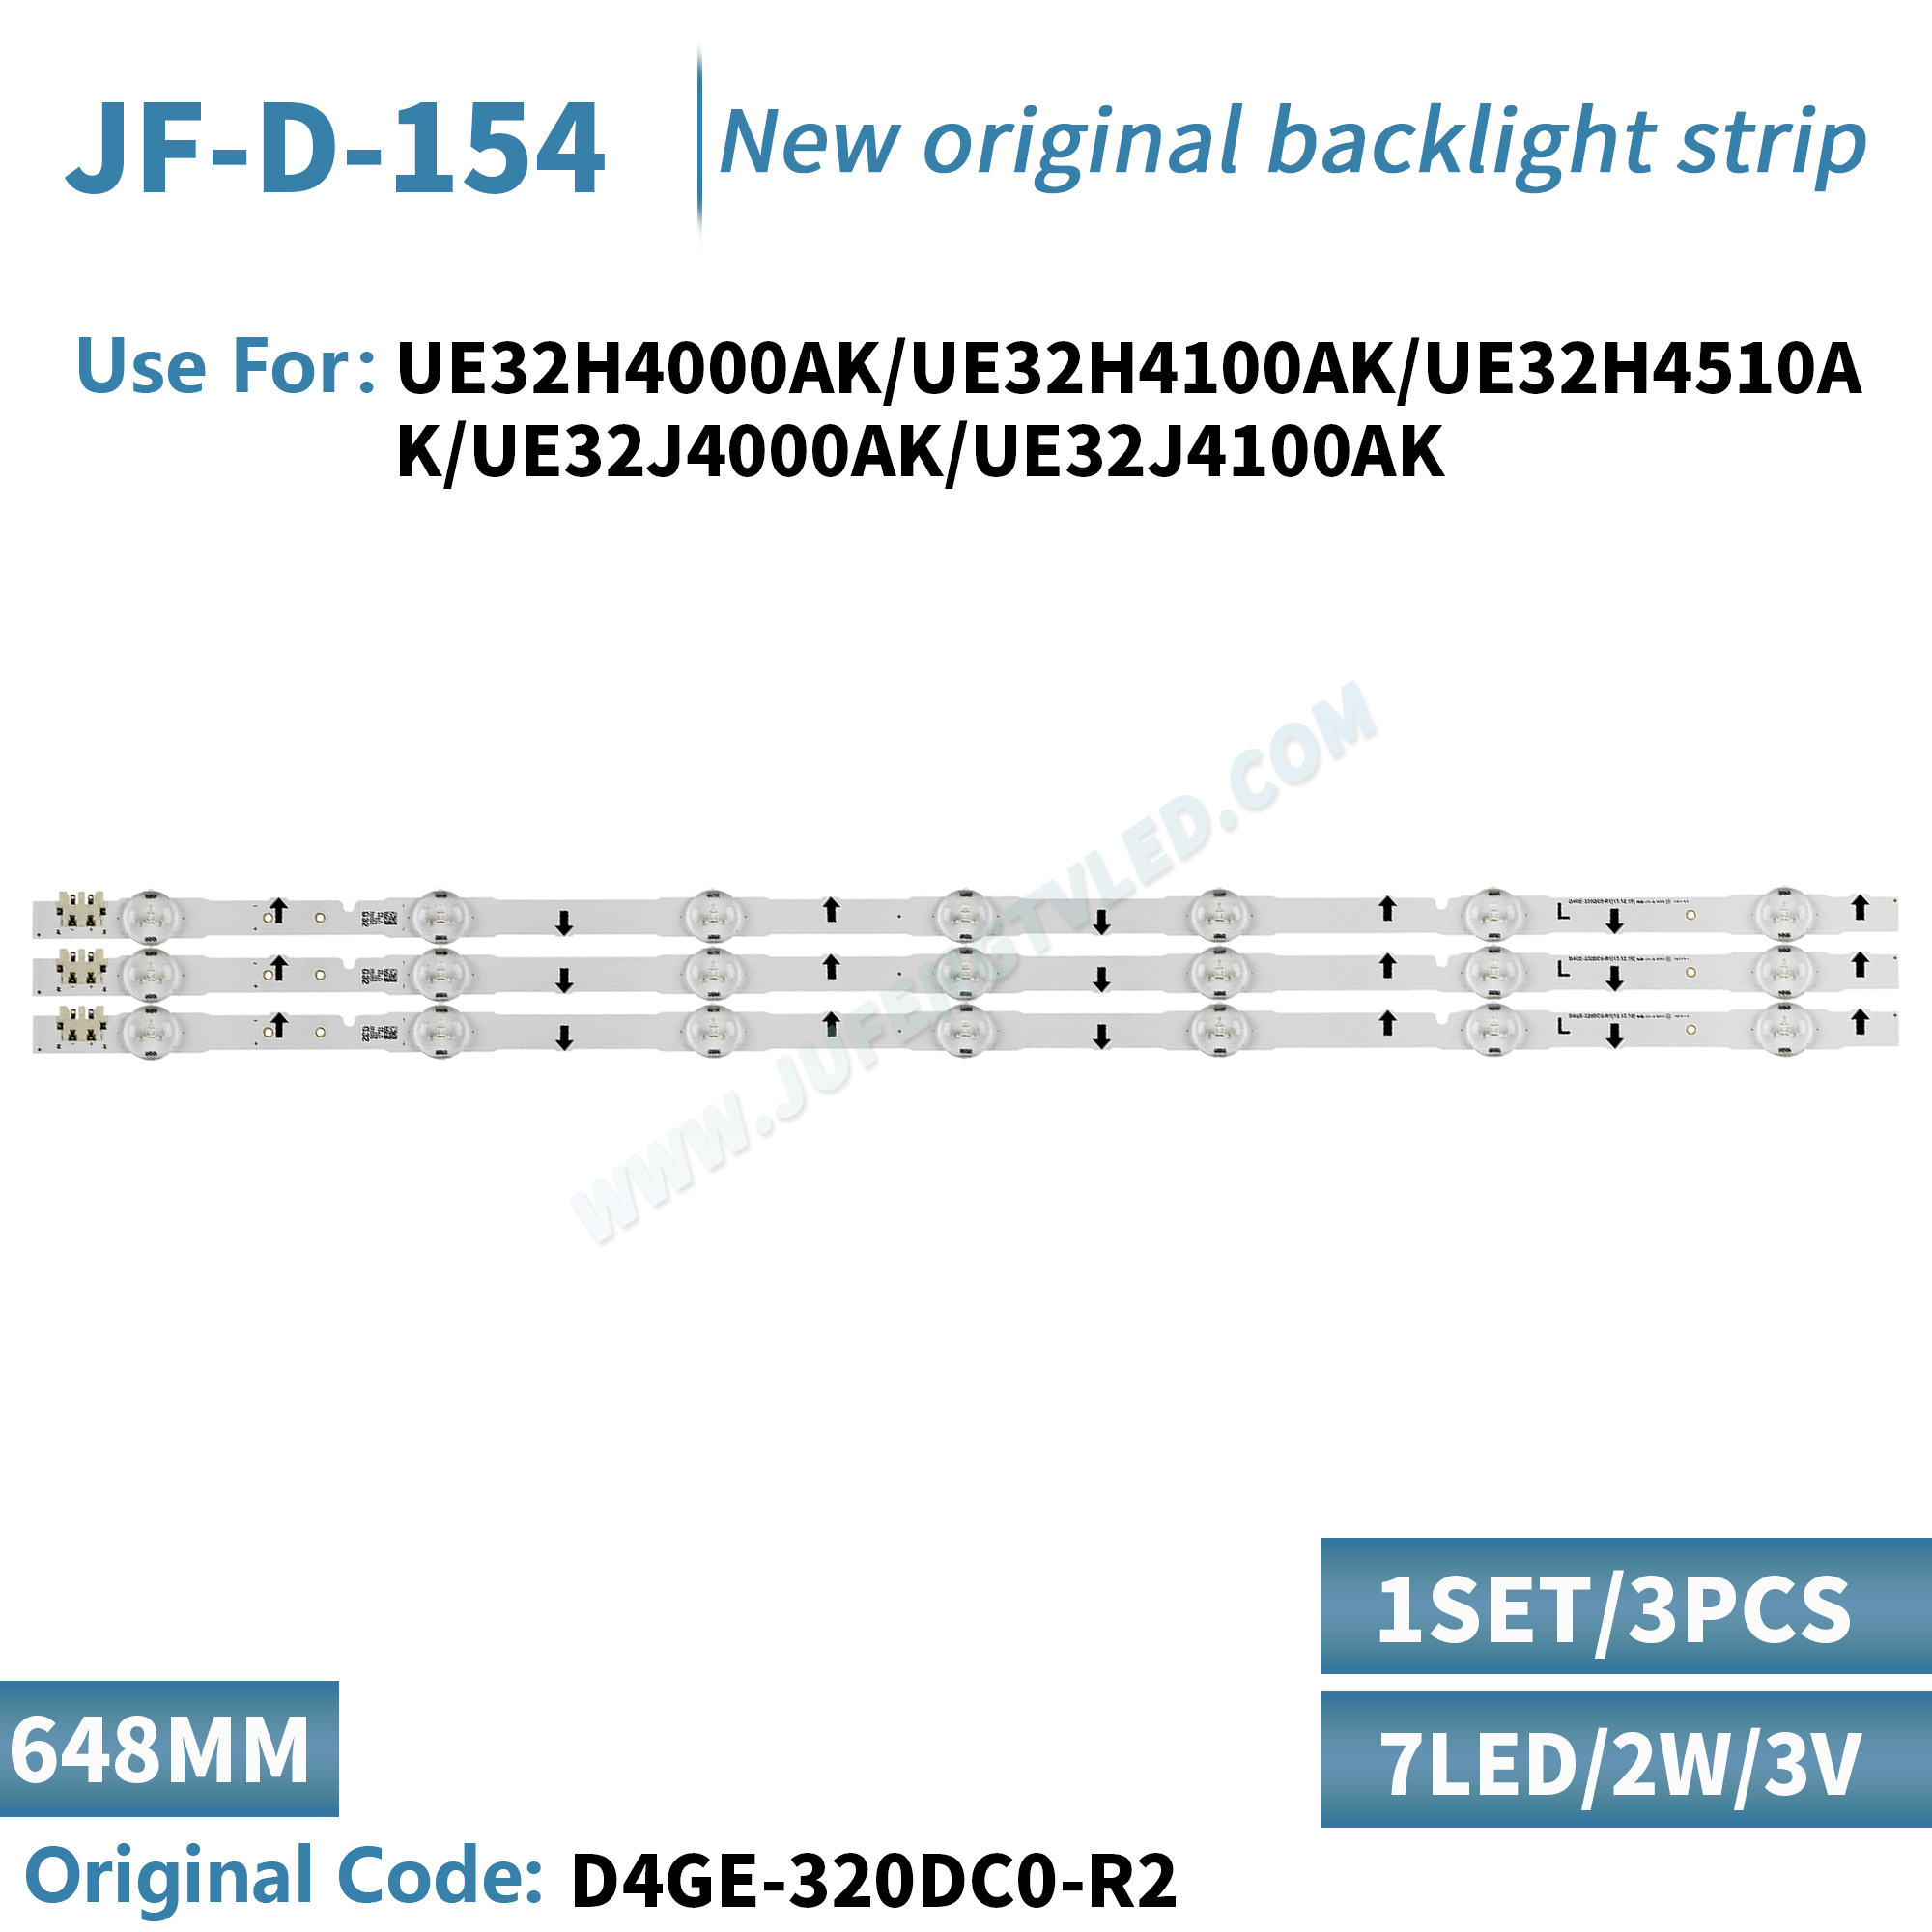 JF-D-154
New original backlight strip
Use For: UE32H4000AK/UE32H4100AK/UE32H4510A
K/UE32J4000AK/UE32J4100AK
WWW.JUFENGTVLED.COM
L
L
L
1SET/3PCS
7LED/2W/3V
648MM
Original Code: D4GE-320DC0-R2